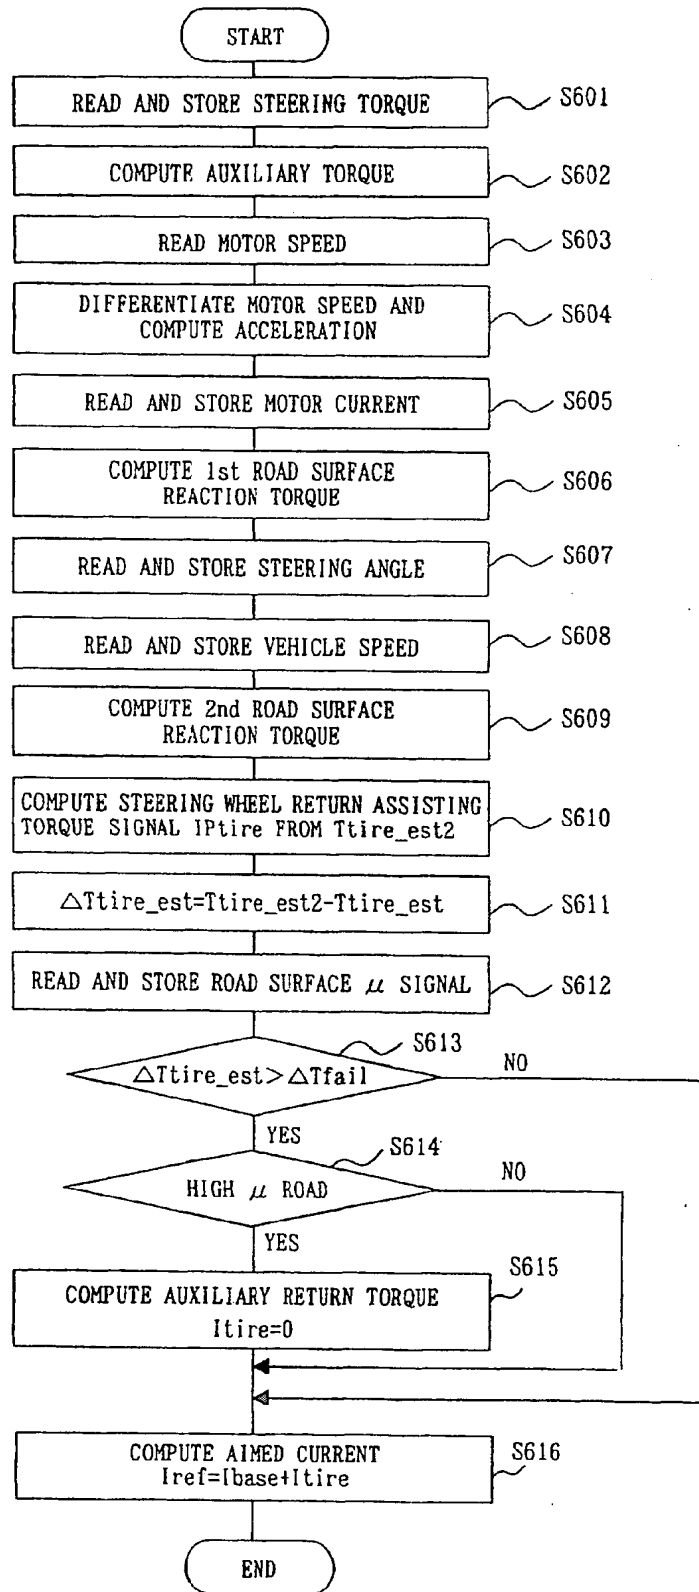 START
READ AND STORE STEERING TORQUE
S601
COMPUTE AUXILIARY TORQUE
S602
READ MOTOR SPEED
S603
DIFFERENTIATE MOTOR SPEED AND
COMPUTE ACCELERATION
S604
READ AND STORE MOTOR CURRENT
S605
COMPUTE 1st ROAD SURFACE
REACTION TORQUE
S606
READ AND STORE STEERING ANGLE
S607
READ AND STORE VEHICLE SPEED
S608
COMPUTE 2nd ROAD SURFACE
REACTION TORQUE
S609
COMPUTE STEERING WHEEL RETURN ASSISTING
TORQUE SIGNAL IPtire FROM Ttire_est2
S610
△Ttire_est=Ttire_est2-Ttire_est
S611
READ AND STORE ROAD SURFACE μ SIGNAL
S612
S613
△Ttire_est>△Tfail
NO
YES
S614
HIGH μ ROAD
NO
YES
S615
COMPUTE AUXILIARY RETURN TORQUE
Itire=0
COMPUTE AIMED CURRENT
Iref=Ibase+Itire
S616
END